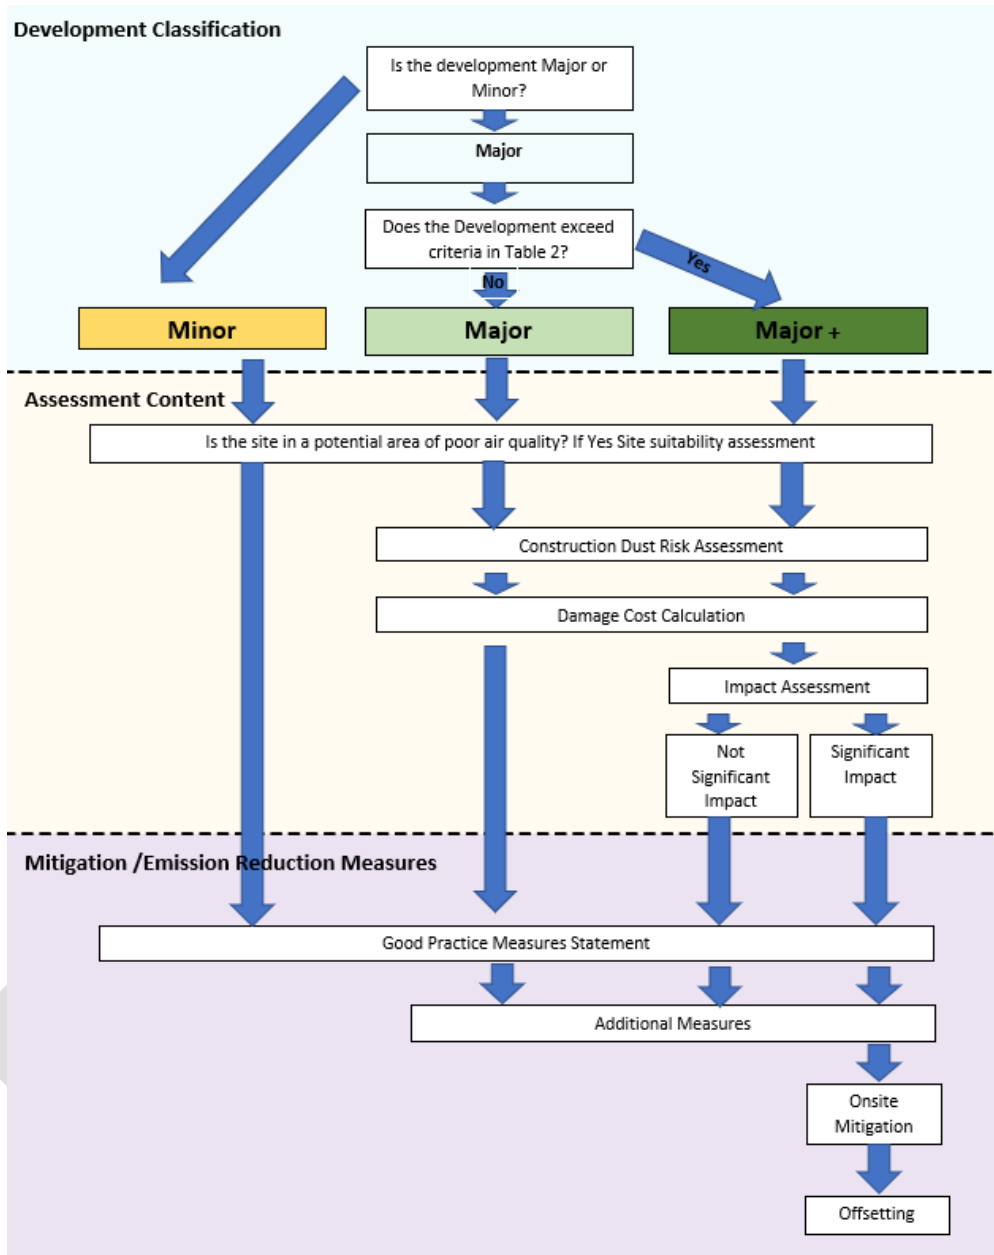 Development Classification
Is the development Major or
Minor?
Major
Does the Development exceed
criteria in Table 2?
Yes
No
Minor
Major
Major +
Assessment Content
Is the site in a potential area of poor air quality? If Yes Site suitability assessment
Construction Dust Risk Assessment
Damage Cost Calculation
Impact Assessment
Not
Significant
Impact
Significant
Impact
Mitigation /Emission Reduction Measures
Good Practice Measures Statement
Additional Measures
Onsite
Mitigation
Offsetting